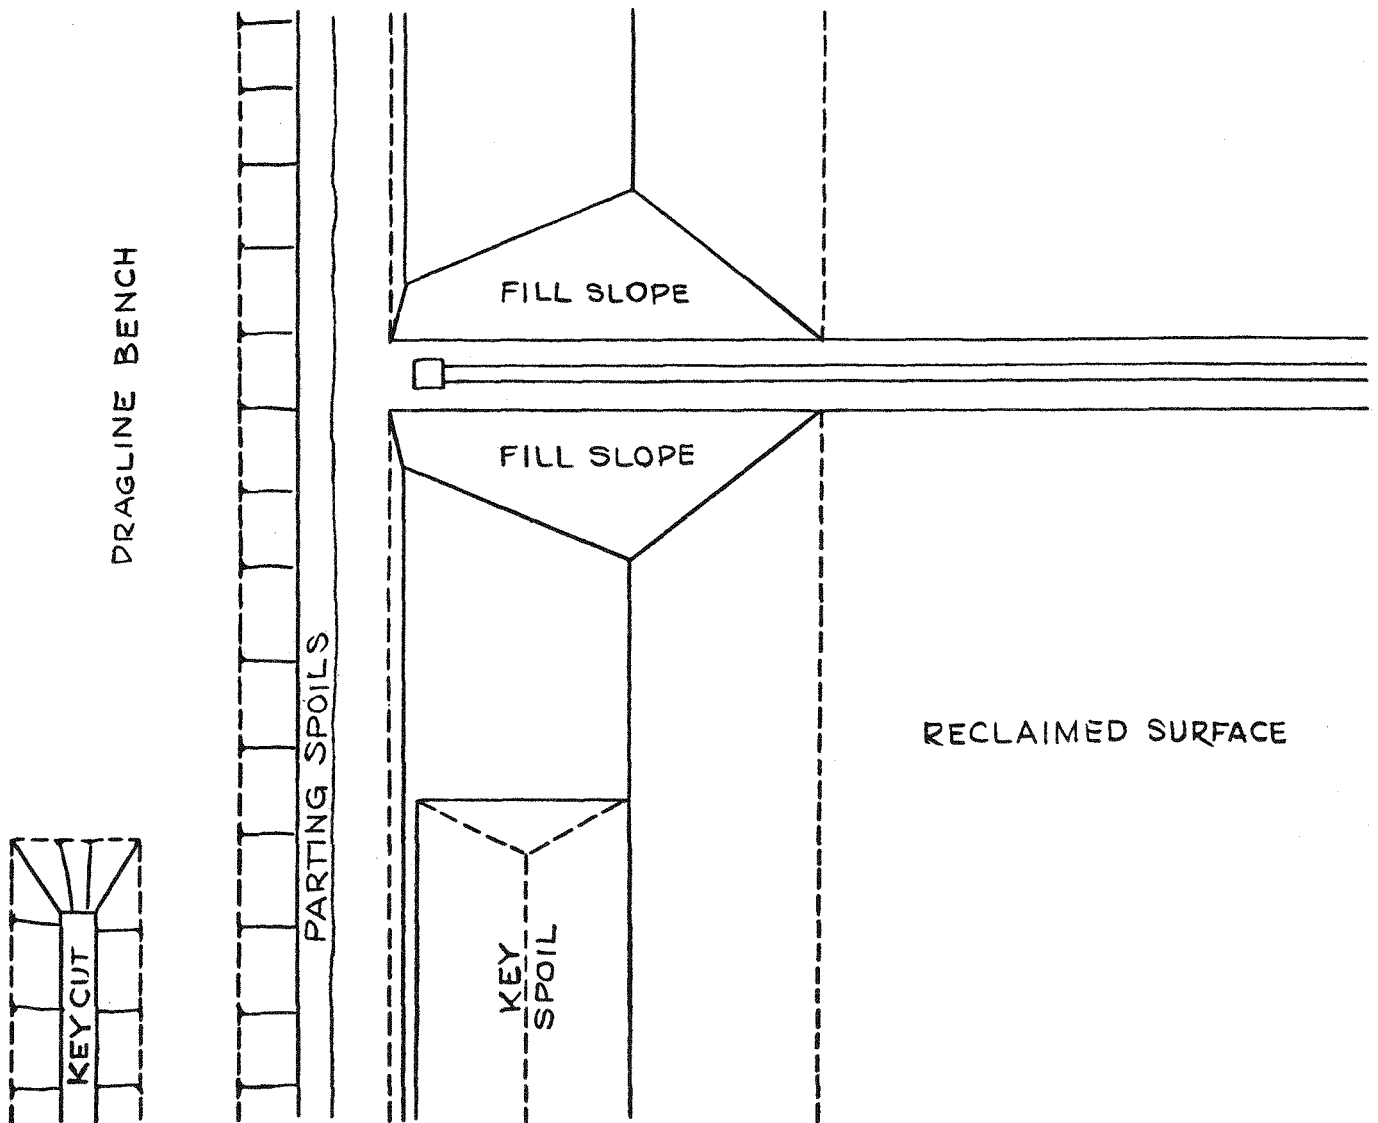 DRAGLINE BENCH
FILL SLOPE
FILL SLOPE
PARTING SPOILS
RECLAIMED SURFACE
KEY CUT
KEY
SPOIL